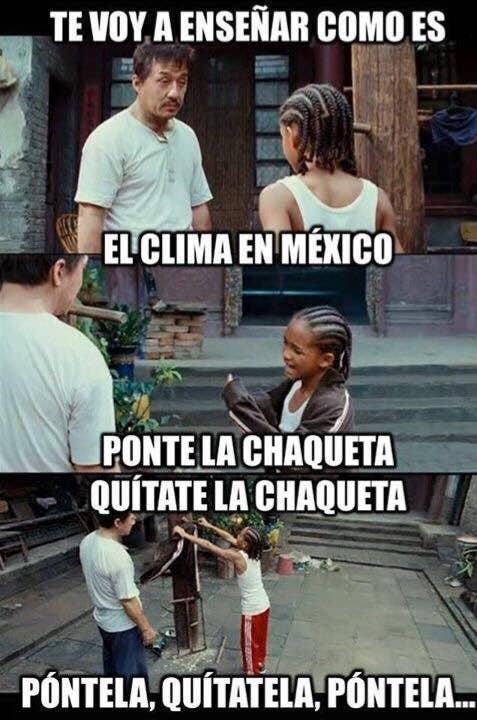 TE VOY A ENSEÑAR COMO ES
EL CLIMA EN MÉXICO
PONTE LA CHAQUETA
QUÍTATE LA CHAQUETA
PÓNTELA, QUÍTATELA, PÓNTELA...